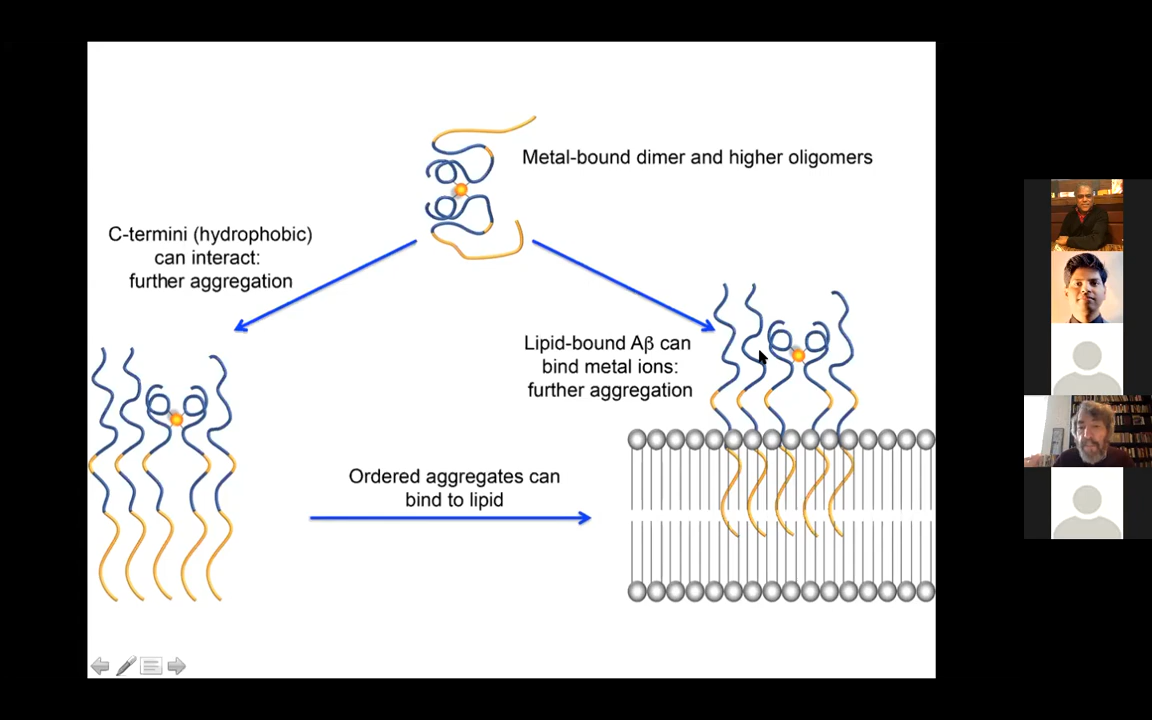 Metal-bound dimer and higher oligomers
C-termini (hydrophobic)
can interact:
further aggregation
Lipid-bound Aβ can
bind metal ions:
further aggregation
Ordered aggregates can
bind to lipid